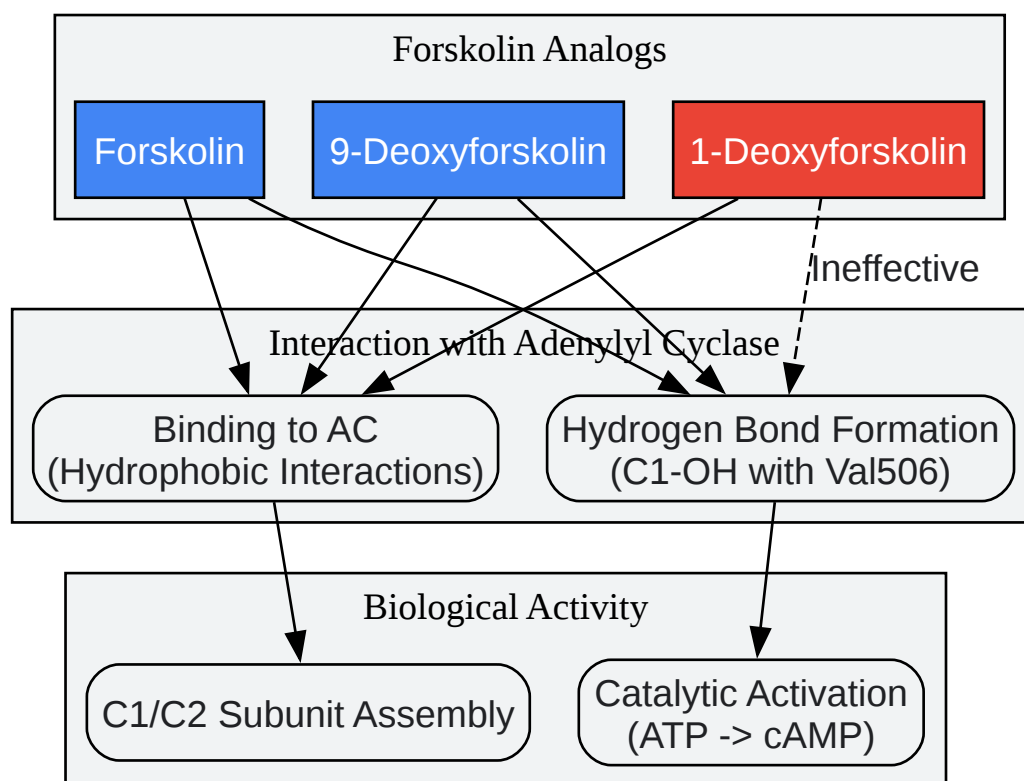 Forskolin Analogs
Forskolin
9-Deoxyforskolin
1-Deoxyforskolin
Ineffective
Interaction with Adenylyl Cyclase
Binding to AC
(Hydrophobic Interactions)
Hydrogen Bond Formation
(C1-OH with Val506)
Biological Activity
C1/C2 Subunit Assembly
Catalytic Activation
(ATP -> cAMP)